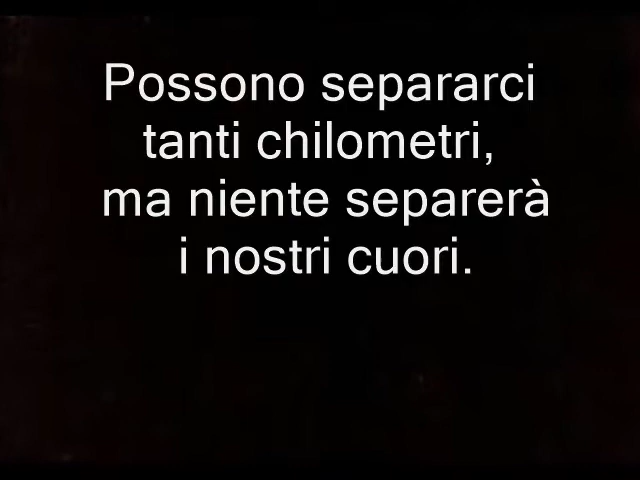 Possono separarci
tanti chilometri,
ma niente separerà
i nostri cuori.